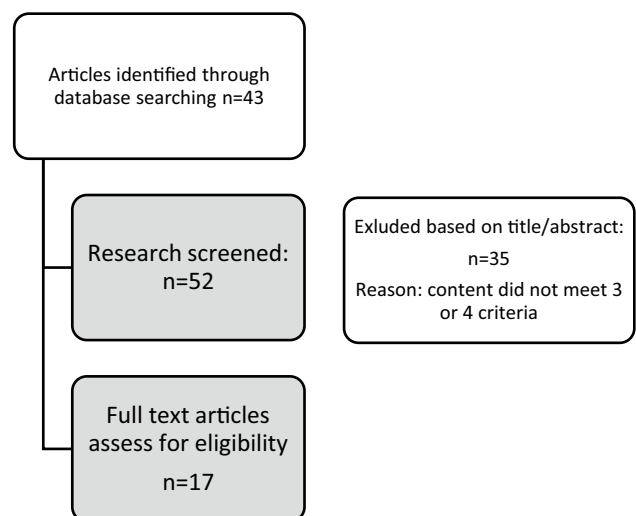 Articles identified through
database searching n=43
Research screened:
n=52
Exluded based on title/abstract:
n=35
Reason: content did not meet 3
or 4 criteria
Full text articles
assess for eligibility
n=17